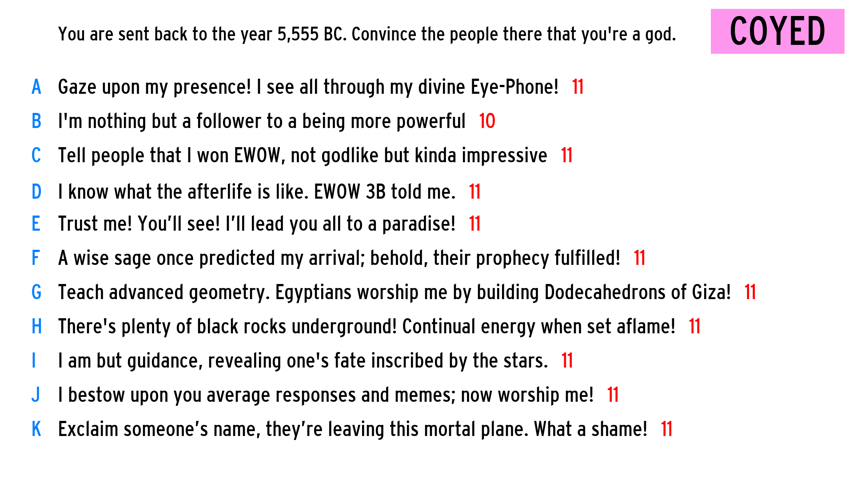 You are sent back to the year 5,555 BC. Convince the people there that you're a god.
COYED
A Gaze upon my presence! I see all through my divine Eye-Phone! 11
B I'm nothing but a follower to a being more powerful 10
C Tell people that I won EWOW, not godlike but kinda impressive 11
D I know what the afterlife is like. EWOW 3B told me. 11
E Trust me! You’ll see! I’ll lead you all to a paradise! 11
F A wise sage once predicted my arrival; behold, their prophecy fulfilled! 11
G Teach advanced geometry. Egyptians worship me by building Dodecahedrons of Giza! 11
H There's plenty of black rocks underground! Continual energy when set aflame! 11
I I am but guidance, revealing one's fate inscribed by the stars. 11
J I bestow upon you average responses and memes; now worship me! 11
K Exclaim someone’s name, they’re leaving this mortal plane. What a shame! 11